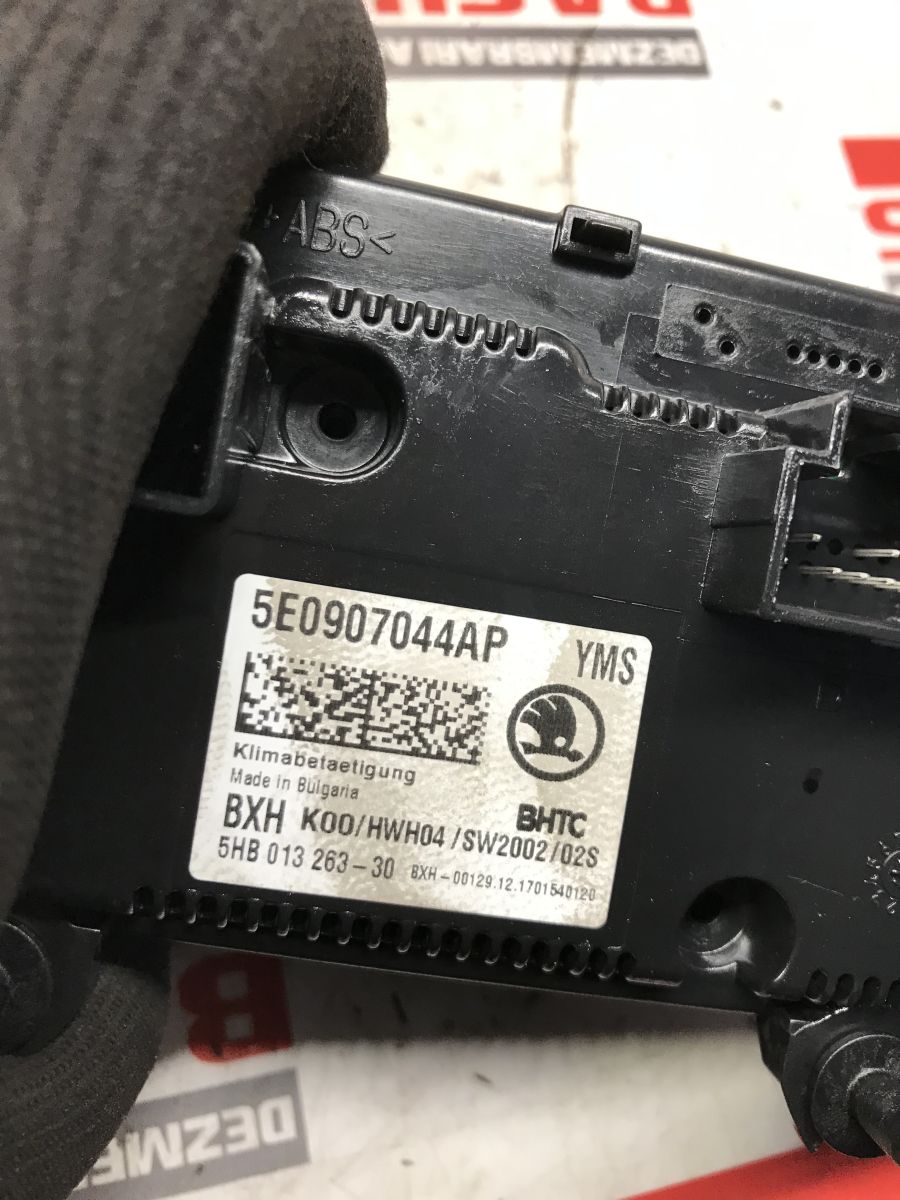 DEZMEMBRARI A
>ABS<
5E0907044AP
YMS
Klimabetaetigung
Made in Bulgaria
BHTC
BXH K00/HWH04/SW2002/02S
5HB 013 263-30 BXH-00129.12.1701540120
B
DEZME